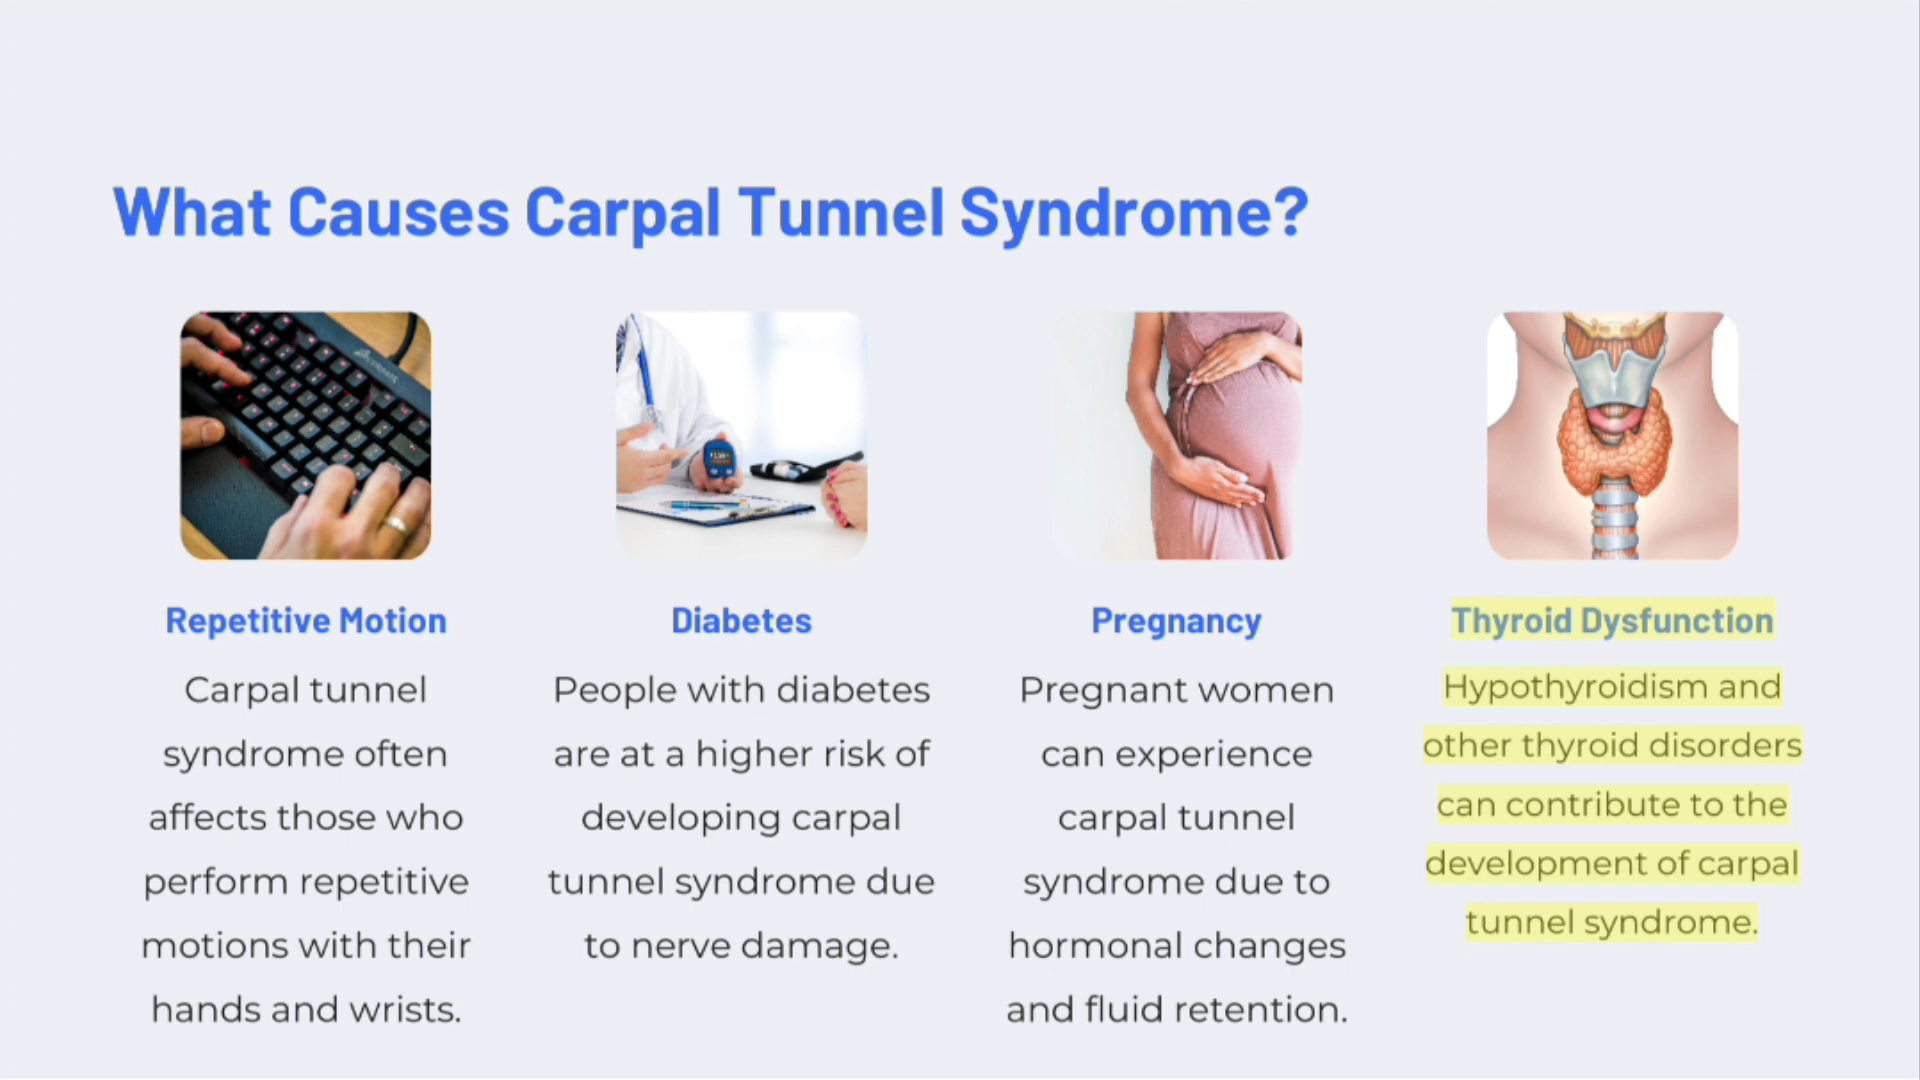 What Causes Carpal Tunnel Syndrome?
Repetitive Motion
Carpal tunnel
syndrome often
affects those who
perform repetitive
motions with their
hands and wrists.
Diabetes
People with diabetes
are at a higher risk of
developing carpal
tunnel syndrome due
to nerve damage.
Pregnancy
Pregnant women
can experience
carpal tunnel
syndrome due to
hormonal changes
and fluid retention.
Thyroid Dysfunction
Hypothyroidism and
other thyroid disorders
can contribute to the
development of carpal
tunnel syndrome.